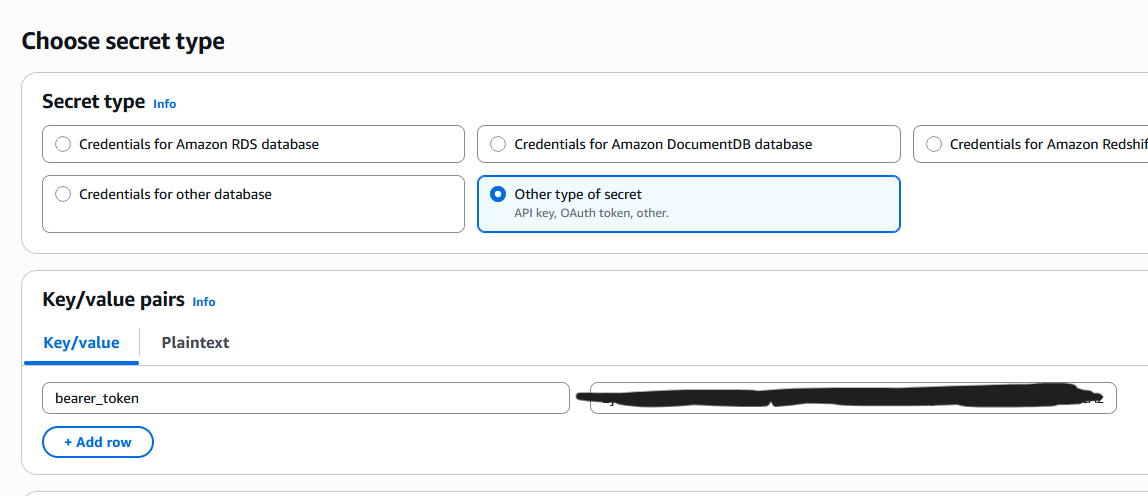 Choose secret type
Secret type Info
Credentials for Amazon RDS database
Credentials for Amazon DocumentDB database
Credentials for Amazon Redshif
Credentials for other database
Other type of secret
API key, OAuth token, other.
Key/value pairs Info
Key/value
Plaintext
bearer_token
+ Add row